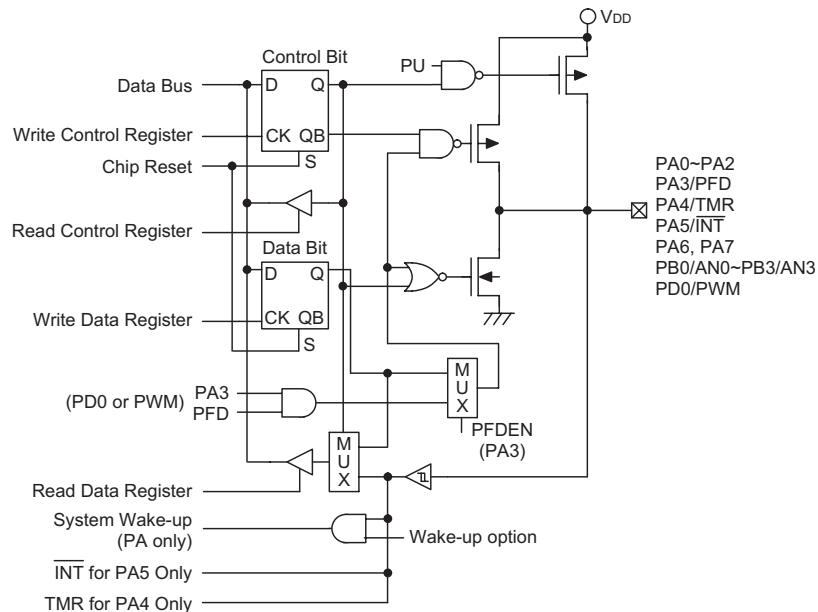 VDD
Control Bit
PU
Data Bus
D Q
Write Control Register
CK QB
Chip Reset
S
PA0~PA2
PA3/PFD
PA4/TMR
PA5/INT
PA6, PA7
PB0/AN0~PB3/AN3
PD0/PWM
Read Control Register
Data Bit
D Q
Write Data Register
CK QB
S
M
U
X
(PD0 or PWM)
PA3
PFD
PFDEN
(PA3)
M
U
X
Read Data Register
System Wake-up
(PA only)
Wake-up option
INT for PA5 Only
TMR for PA4 Only